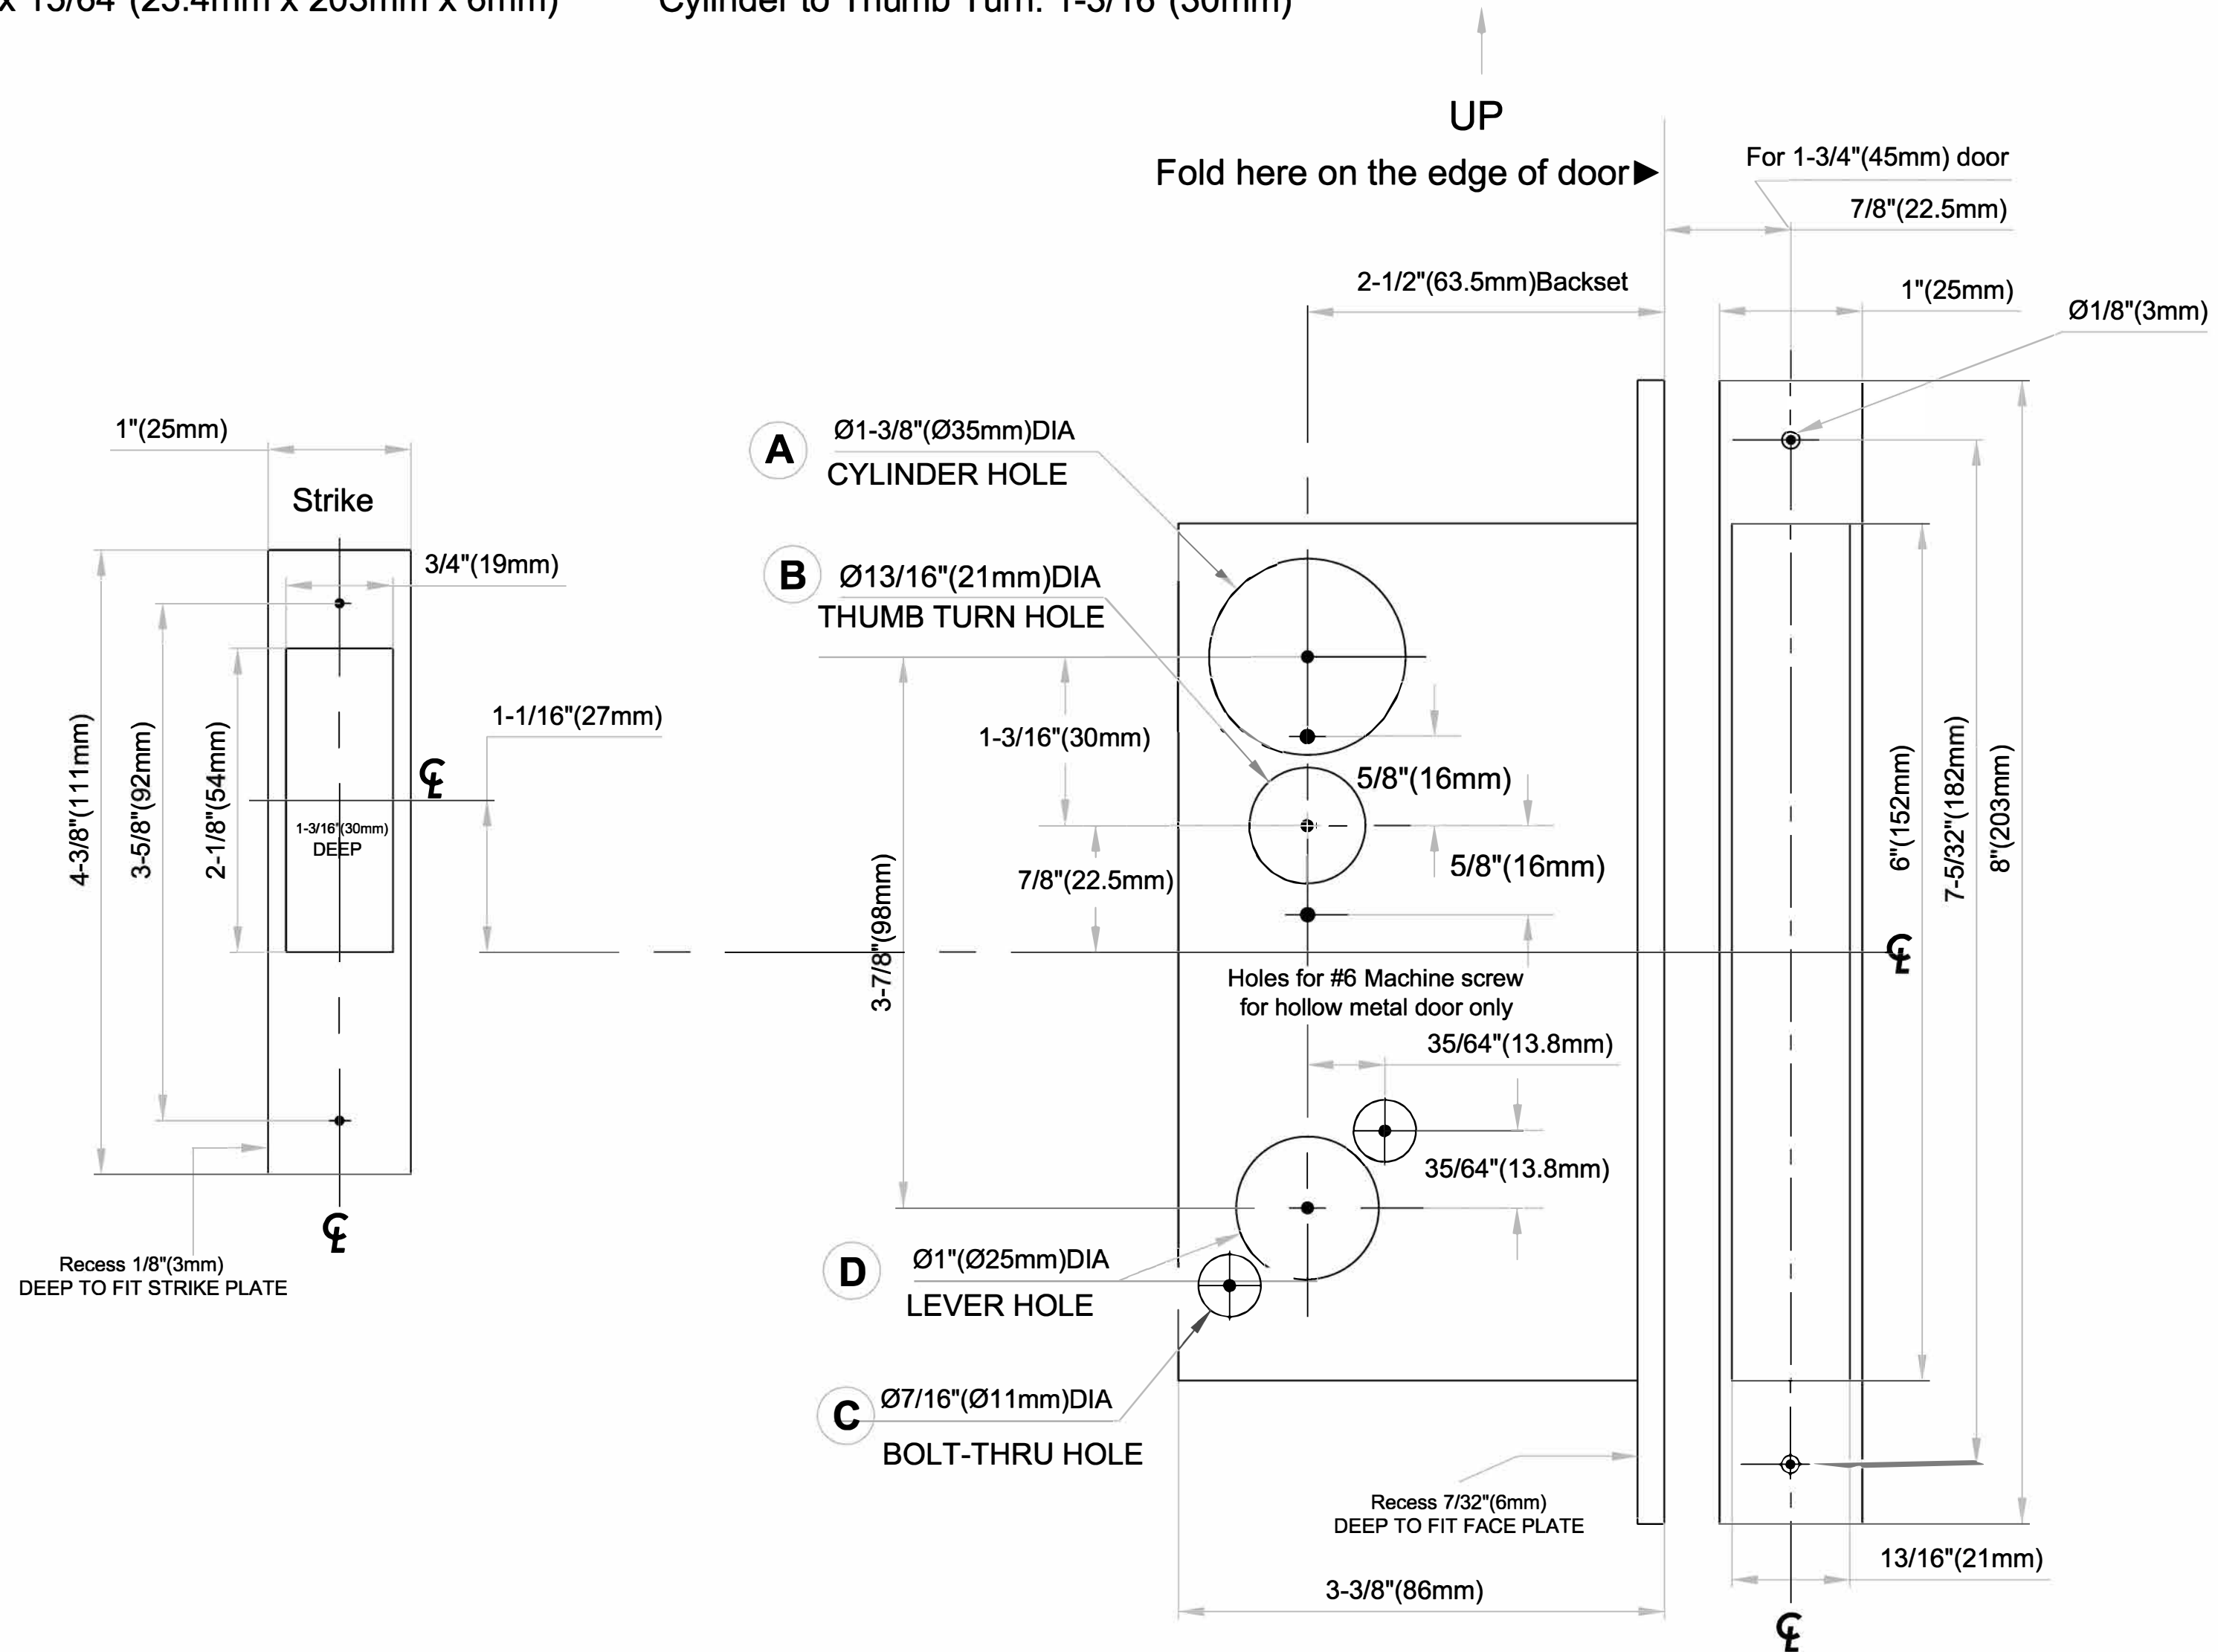 x 15/64"(25.4mm x 203mm x 6mm)
Cylinder to Thumb Turn: 1-3/16"(30mm)
UP
Fold here on the edge of door
For 1-3/4"(45mm) door
7/8"(22.5mm)
2-1/2"(63.5mm)Backset
1"(25mm)
Ø1/8"(3mm)
1"(25mm)
Strike
3/4"(19mm)
1-1/16"(27mm)
℄
4-3/8"(111mm)
3-5/8"(92mm)
2-1/8"(54mm)
1-3/16"(30mm)
DEEP
℄
Recess 1/8"(3mm)
DEEP TO FIT STRIKE PLATE
A
Ø1-3/8"(Ø35mm)DIA
CYLINDER HOLE
B
Ø13/16"(21mm)DIA
THUMB TURN HOLE
1-3/16"(30mm)
5/8"(16mm)
5/8"(16mm)
7/8"(22.5mm)
3-7/8"(98mm)
Holes for #6 Machine screw
for hollow metal door only
35/64"(13.8mm)
35/64"(13.8mm)
D
Ø1"(Ø25mm)DIA
LEVER HOLE
C
Ø7/16"(Ø11mm)DIA
BOLT-THRU HOLE
Recess 7/32"(6mm)
DEEP TO FIT FACE PLATE
3-3/8"(86mm)
6"(152mm)
7-5/32"(182mm)
8"(203mm)
℄
13/16"(21mm)
℄